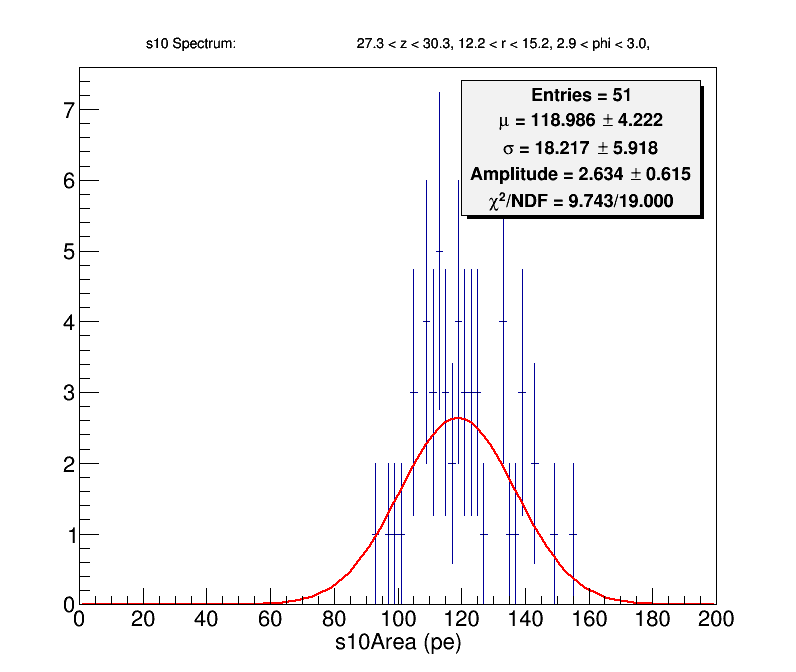 s10 Spectrum: 27.3 < z < 30.3, 12.2 < r < 15.2, 2.9 < phi < 3.0,
Entries = 51
μ = 118.986 ± 4.222
σ = 18.217 ± 5.918
Amplitude = 2.634 ± 0.615
χ²/NDF = 9.743/19.000
7
6
5
4
3
2
1
0
0 20 40 60 80 100 120 140 160 180 200
s10Area (pe)